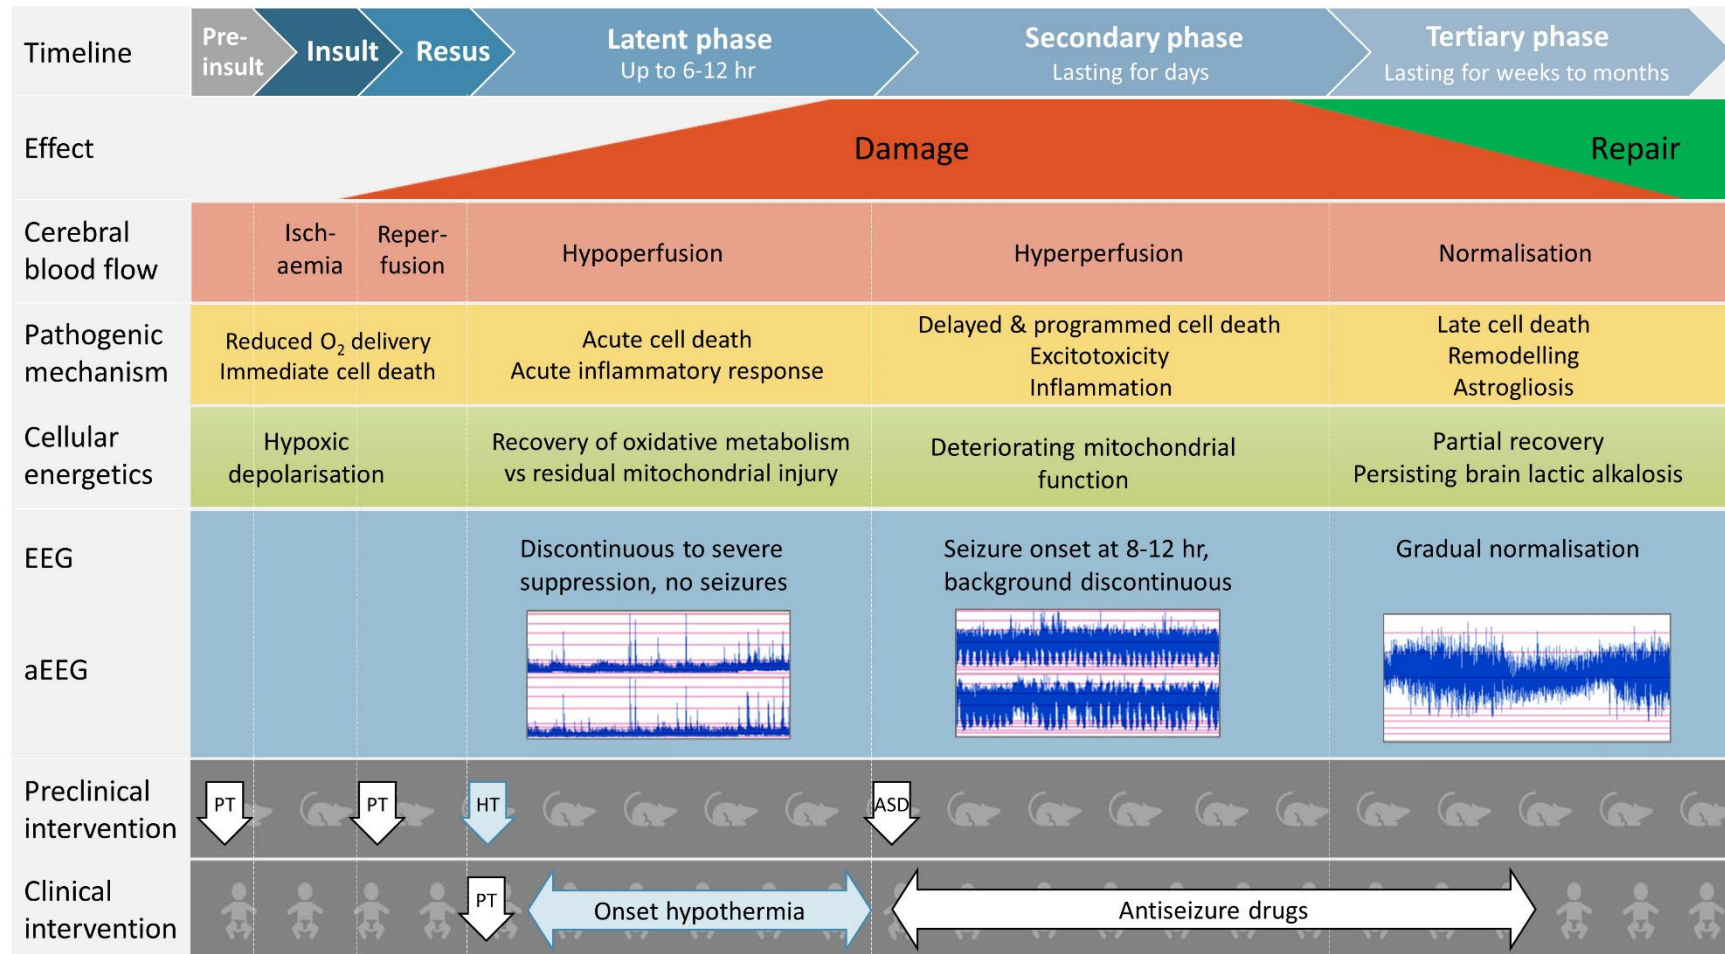 Timeline
Pre-
insult
Insult
Resus
Latent phase
Up to 6-12 hr
Secondary phase
Lasting for days
Tertiary phase
Lasting for weeks to months
Effect
Damage
Repair
Cerebral
blood flow
Isch-
aemia
Reper-
fusion
Hypoperfusion
Hyperperfusion
Normalisation
Pathogenic
mechanism
Reduced O₂ delivery
Immediate cell death
Acute cell death
Acute inflammatory response
Delayed & programmed cell death
Excitotoxicity
Inflammation
Late cell death
Remodelling
Astrogliosis
Cellular
energetics
Hypoxic
depolarisation
Recovery of oxidative metabolism
vs residual mitochondrial injury
Deteriorating mitochondrial
function
Partial recovery
Persisting brain lactic alkalosis
EEG
Discontinuous to severe
suppression, no seizures
Seizure onset at 8-12 hr,
background discontinuous
Gradual normalisation
aEEG
Preclinical
intervention
PT
PT
HT
ASD
Clinical
intervention
PT
Onset hypothermia
Antiseizure drugs